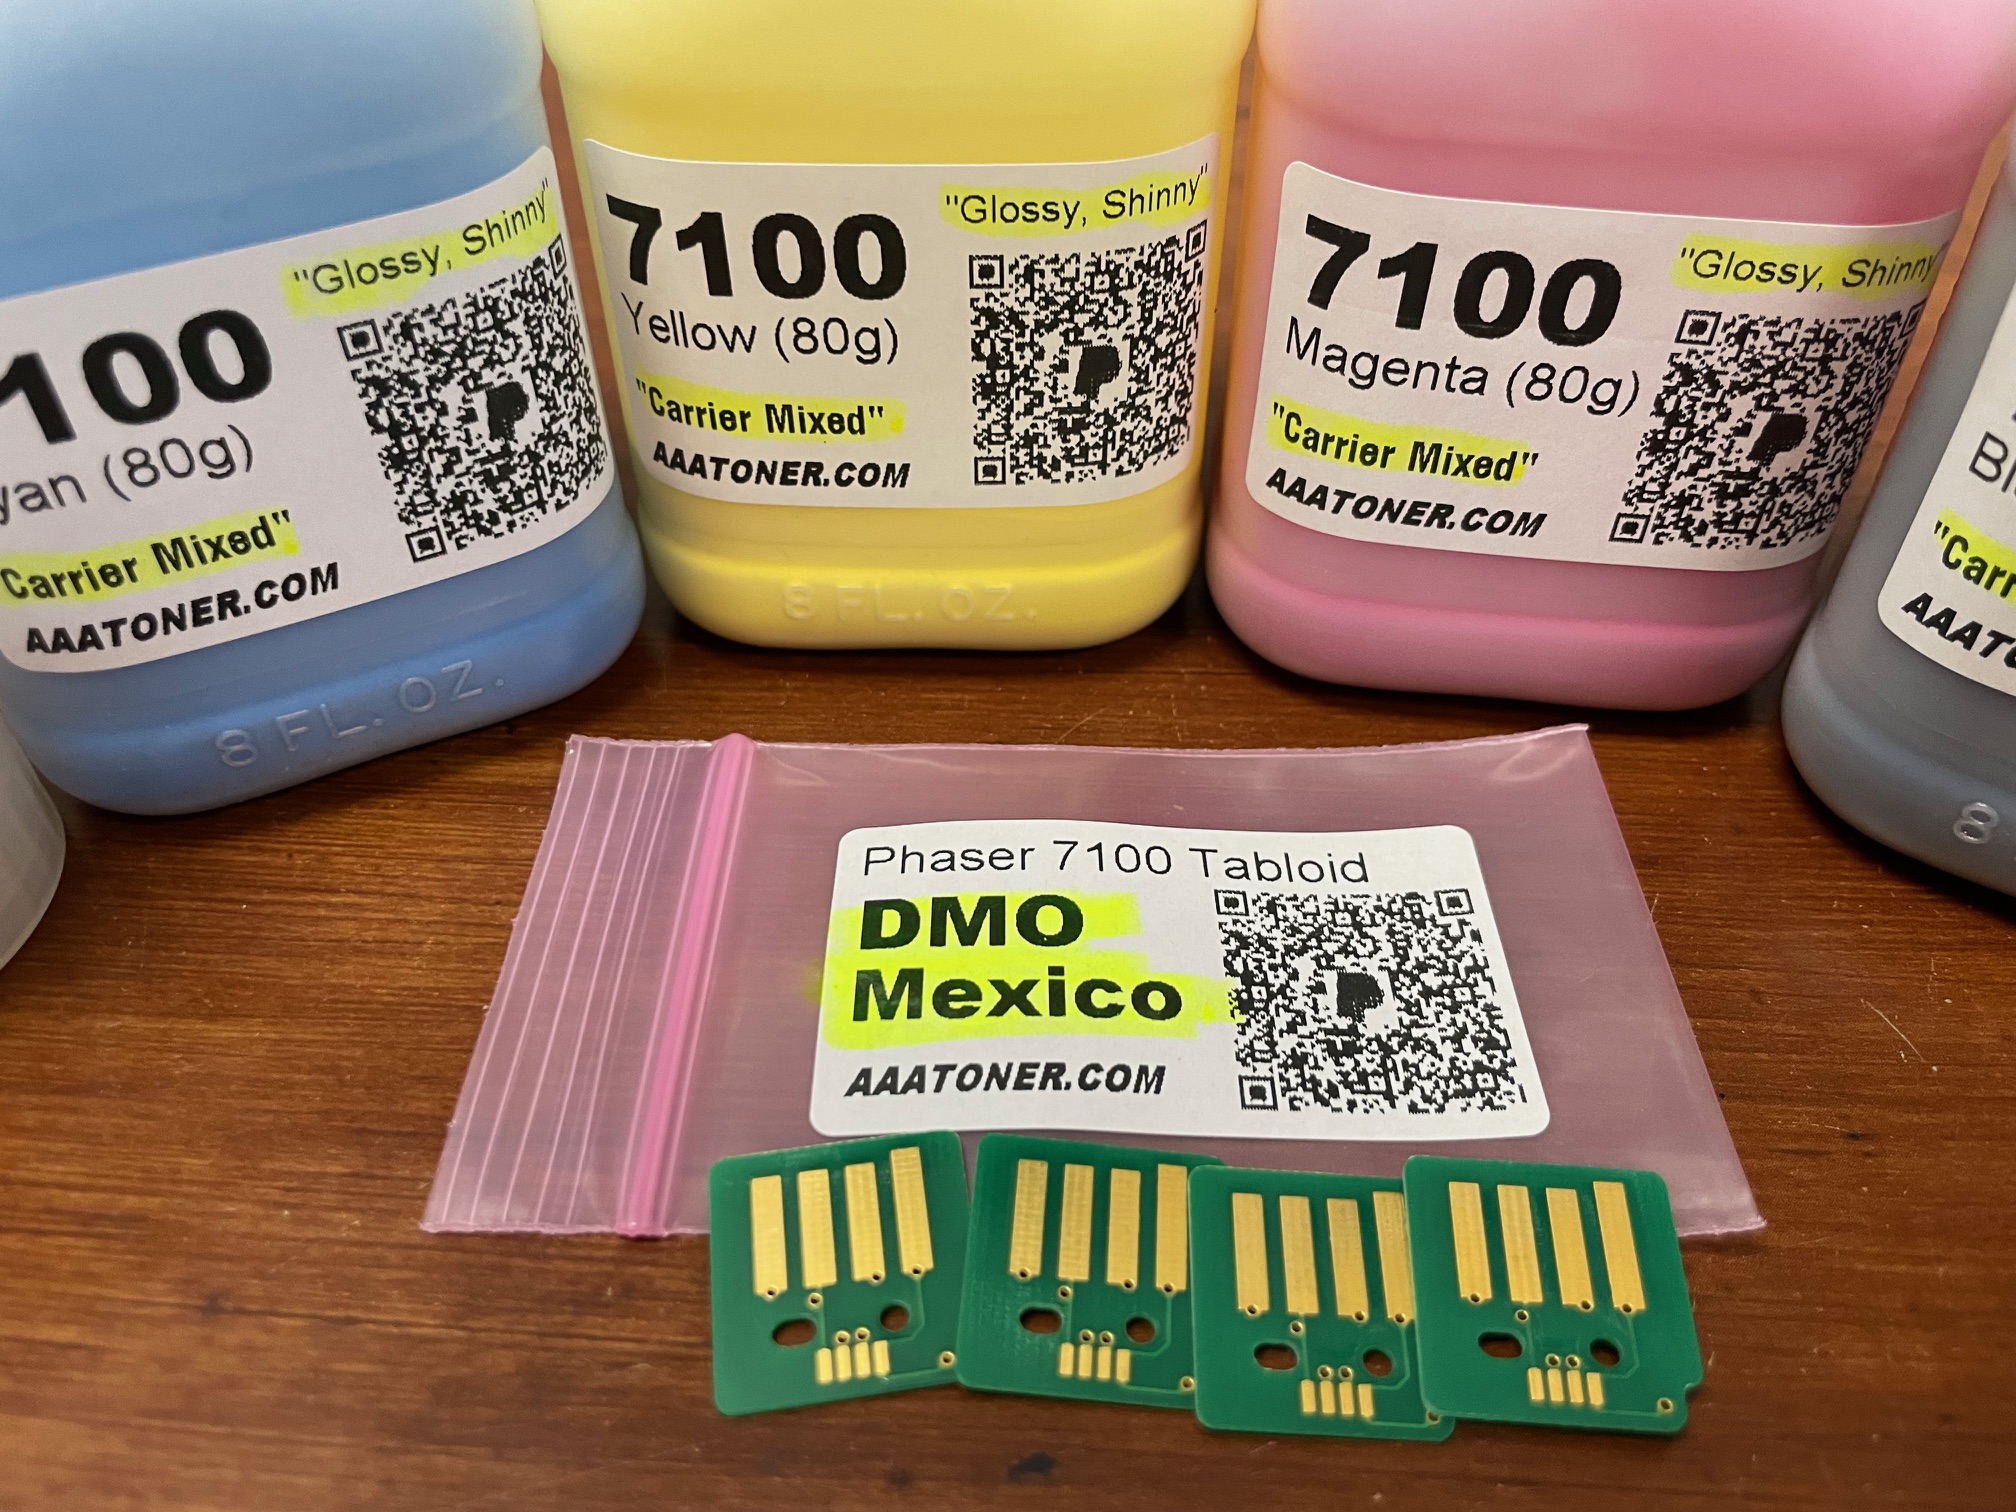 100
"Glossy, Shinny"
yan (80g)
Carrier Mixed"
AAATONER.COM
8 FL. OZ.
7100
"Glossy, Shinny"
Yellow (80g)
"Carrier Mixed"
AAATONER.COM
8 FL. OZ.
7100
"Glossy, Shinny
Magenta (80g)
"Carrier Mixed"
AAATONER.COM
Bl
"Carr
AAAT
8
Phaser 7100 Tabloid
DMO
Mexico
AAATONER.COM